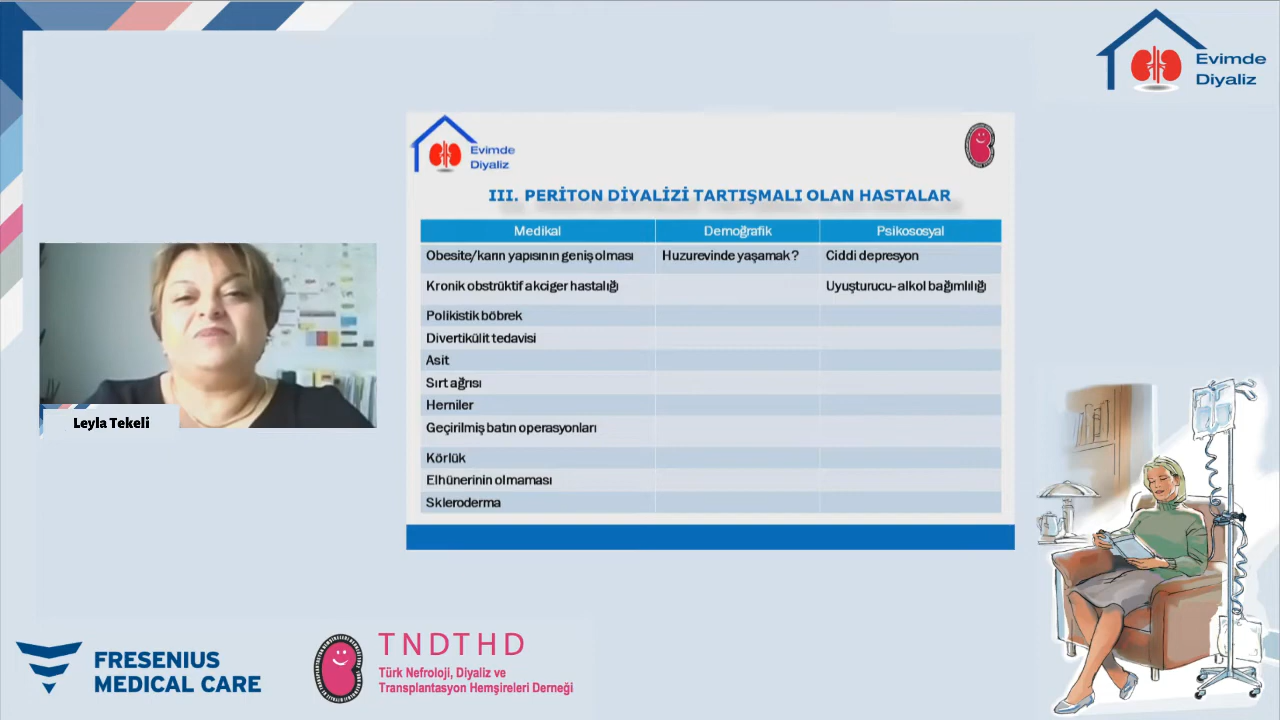 Evimde
Diyaliz
Evimde
Diyaliz
III. PERİTON DİYALİZİ TARTIŞMALI OLAN HASTALAR
Medikal Demoğrafik Psikososyal
Obesite/karın yapısının geniş olması Huzurevinde yaşamak? Ciddi depresyon
Kronik obstrüktif akciger hastalığı Uyuşturucu- alkol bağımlılığı
Polikistik böbrek
Divertikülit tedavisi
Asit
Sırt ağrısı
Herniler
Geçirilmiş batın operasyonları
Körlük
Elhünerinin olmaması
Skleroderma
Leyla Tekeli
FRESENIUS
MEDICAL CARE
TNDTHD
Türk Nefroloji, Diyaliz ve
Transplantasyon Hemşireleri Derneği